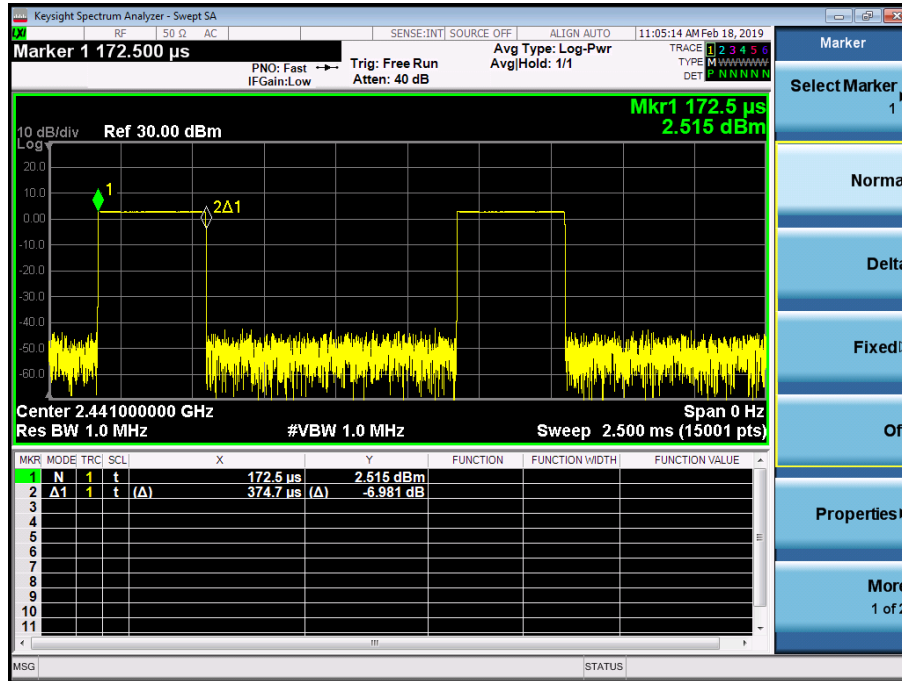 Keysight Spectrum Analyzer - Swept SA
LXI RF 50 Ω AC SENSE:INT SOURCE OFF ALIGN AUTO 11:05:14 AM Feb 18, 2019
Marker 1 172.500 µs
PNO: Fast
IFGain:Low
Trig: Free Run
Atten: 40 dB
Avg Type: Log-Pwr
Avg|Hold: 1/1
TRACE 1 2 3 4 5 6
TYPE M WWWWW
DET P N N N N N
Mkr1 172.5 µs
2.515 dBm
10 dB/div Ref 30.00 dBm
Log
20.0
10.0
0.00
-10.0
-20.0
-30.0
-40.0
-50.0
-60.0
1
2Δ1
Center 2.441000000 GHz Span 0 Hz
Res BW 1.0 MHz #VBW 1.0 MHz Sweep 2.500 ms (15001 pts)
MKR MODE TRC SCL X Y FUNCTION FUNCTION WIDTH FUNCTION VALUE
1 N 1 t 172.5 µs 2.515 dBm
2 Δ1 1 t (Δ) 374.7 µs (Δ) -6.981 dB
3
4
5
6
7
8
9
10
11
MSG STATUS
Marker
Select Marker
1
Norma
Delta
Fixed
Of
Properties
More
1 of 2